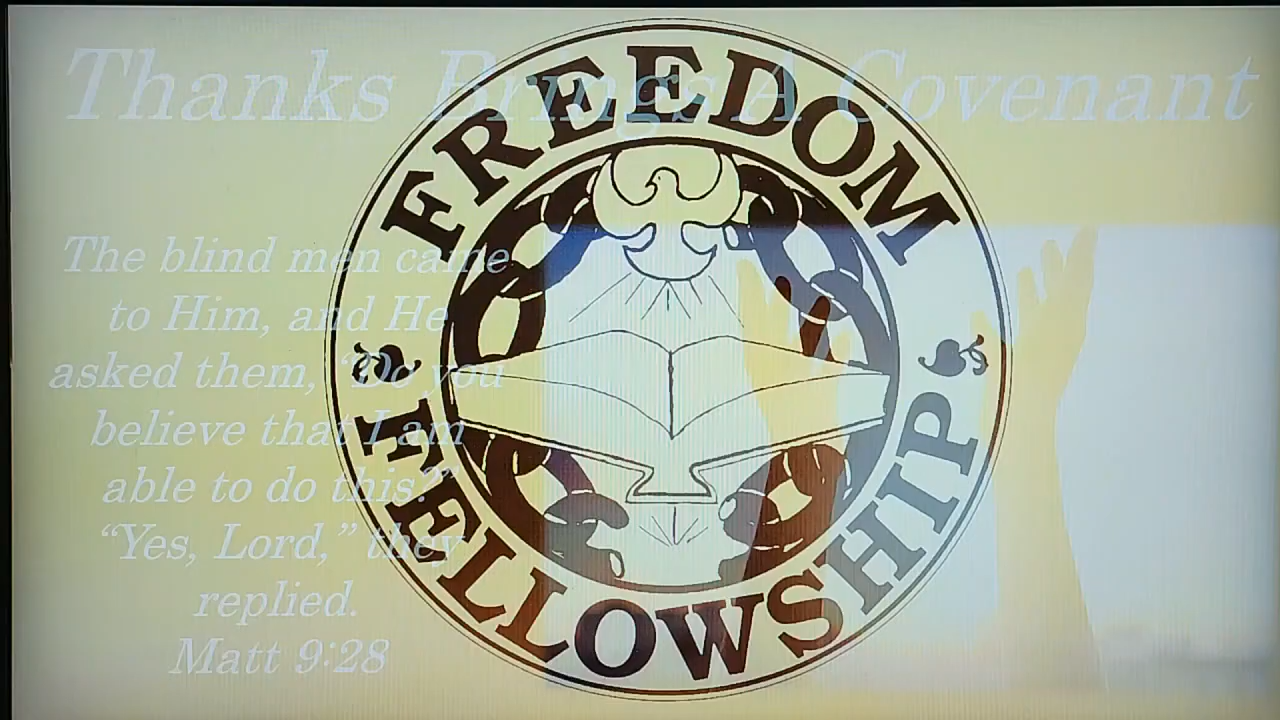 Thanks Brings A Covenant
FREEDOM
FELLOWSHIP
The blind men came
to Him, and He
asked them, “Do you
believe that I am
able to do this?”
“Yes, Lord,” they
replied.
Matt 9:28